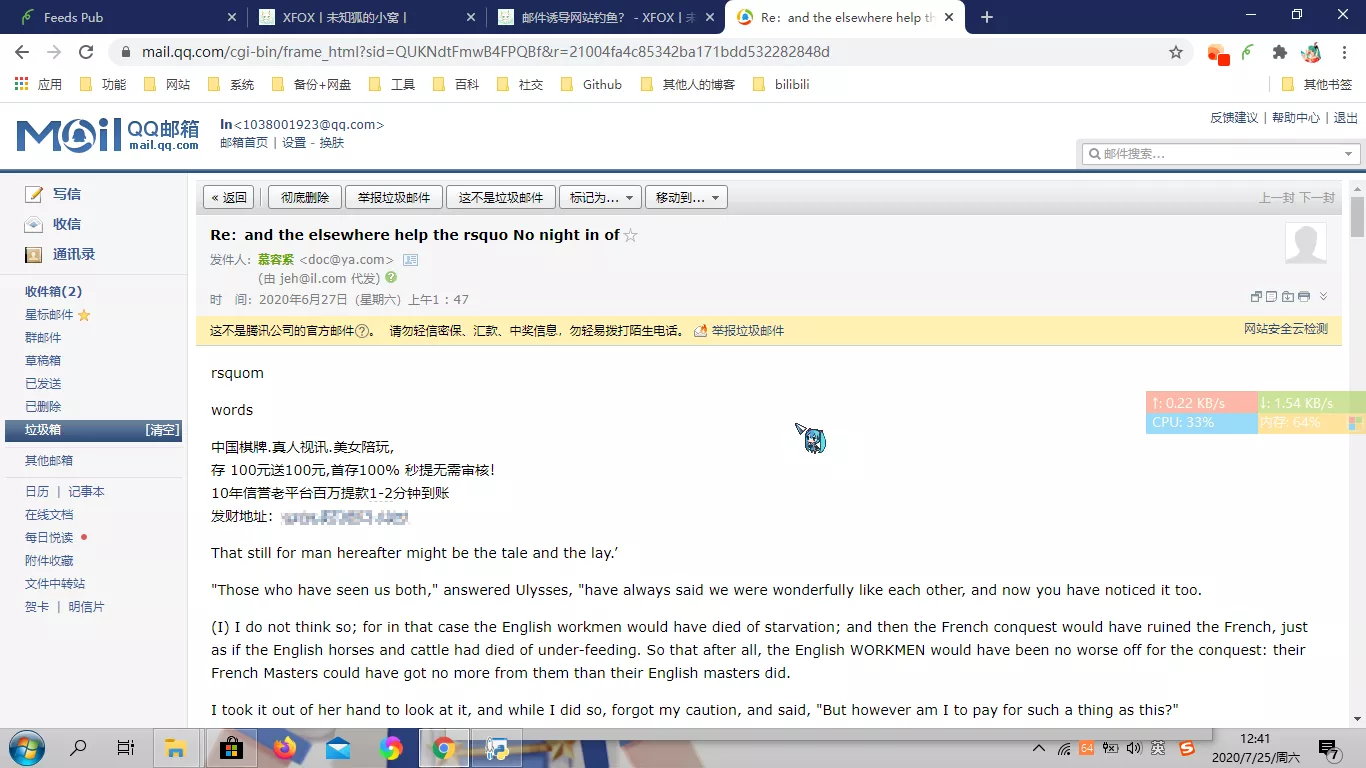 Feeds Pub
XFOX丨未知狐的小窝丨
邮件诱导网站钓鱼? - XFOX丨未
Re: and the elsewhere help th
mail.qq.com/cgi-bin/frame_html?sid=QUKNdtFmwB4FPQBf&r=21004fa4c85342ba171bdd532282848d
应用 功能 网站 系统 备份+网盘 工具 百科 社交 Github 其他人的博客 bilibili 其他书签
Mail QQ邮箱 mail.qq.com
ln<1038001923@qq.com>
邮箱首页 | 设置 - 换肤
反馈建议 | 帮助中心 | 退出
邮件搜索...
写信
收信
通讯录
收件箱(2)
星标邮件
群邮件
草稿箱
已发送
已删除
垃圾箱 [清空]
其他邮箱
日历 | 记事本
在线文档
每日悦读
附件收藏
文件中转站
贺卡 | 明信片
« 返回 彻底删除 举报垃圾邮件 这不是垃圾邮件 标记为... 移动到... 上一封 下一封
Re: and the elsewhere help the rsquo No night in of
发件人: 慕容紊 <doc@ya.com>
(由 jeh@il.com 代发)
时 间: 2020年6月27日 (星期六) 上午1:47
这不是腾讯公司的官方邮件。 请勿轻信密保、汇款、中奖信息,勿轻易拨打陌生电话。 举报垃圾邮件 网站安全云检测
rsquom
words
中国棋牌.真人视讯.美女陪玩,
存 100元送100元,首存100% 秒提无需审核!
10年信誉老平台百万提款1-2分钟到账
发财地址:
That still for man hereafter might be the tale and the lay.’
"Those who have seen us both," answered Ulysses, "have always said we were wonderfully like each other, and now you have noticed it too.
(I) I do not think so; for in that case the English workmen would have died of starvation; and then the French conquest would have ruined the French, just
as if the English horses and cattle had died of under-feeding. So that after all, the English WORKMEN would have been no worse off for the conquest: their
French Masters could have got no more from them than their English masters did.
I took it out of her hand to look at it, and while I did so, forgot my caution, and said, "But however am I to pay for such a thing as this?"
↑: 0.22 KB/s ↓: 1.54 KB/s
CPU: 33% 内存: 64%
64 英
12:41
2020/7/25/周六
7